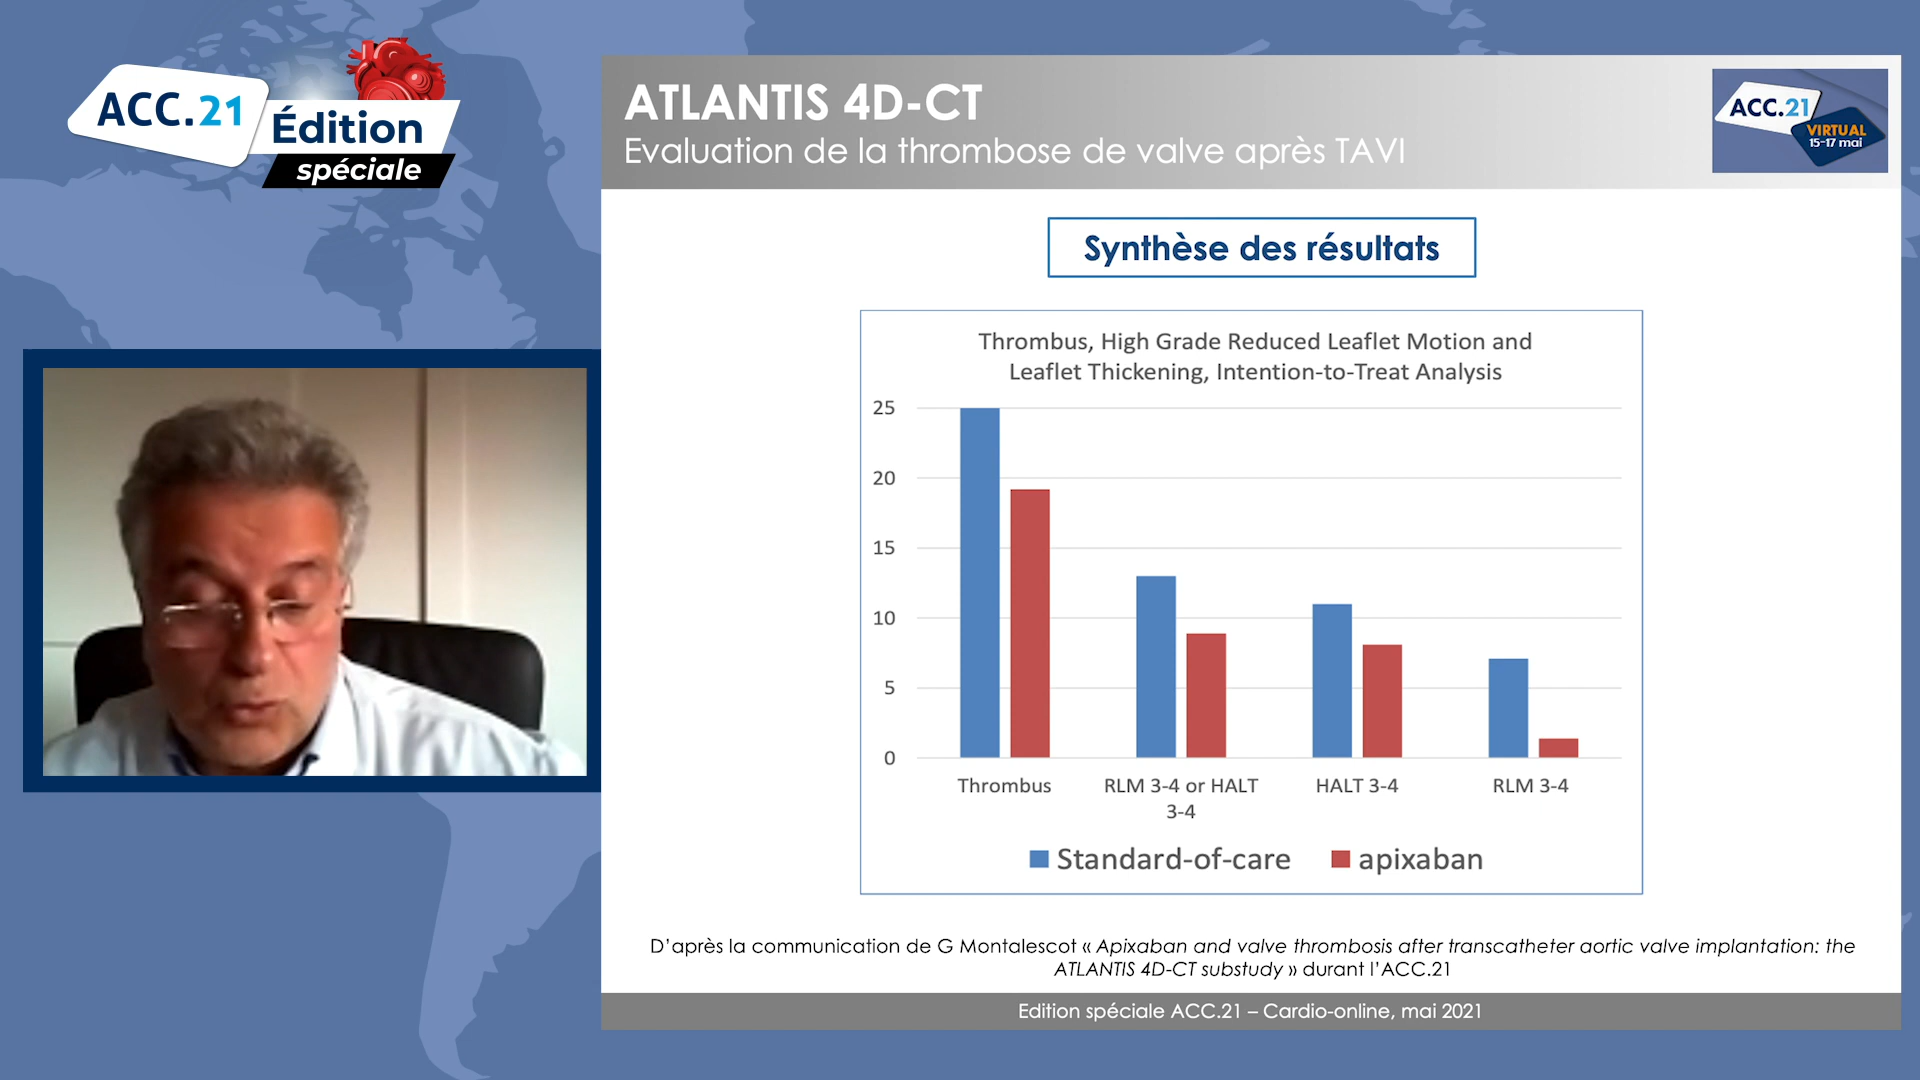 ACC.21
Édition
spéciale
ATLANTIS 4D-CT
Evaluation de la thrombose de valve après TAVI
ACC.21
VIRTUAL
15-17 mai
Synthèse des résultats
Thrombus, High Grade Reduced Leaflet Motion and
Leaflet Thickening, Intention-to-Treat Analysis
25
20
15
10
5
0
Thrombus
RLM 3-4 or HALT
3-4
HALT 3-4
RLM 3-4
Standard-of-care
apixaban
D’après la communication de G Montalescot « Apixaban and valve thrombosis after transcatheter aortic valve implantation: the
ATLANTIS 4D-CT substudy » durant l’ACC.21
Edition spéciale ACC.21 – Cardio-online, mai 2021